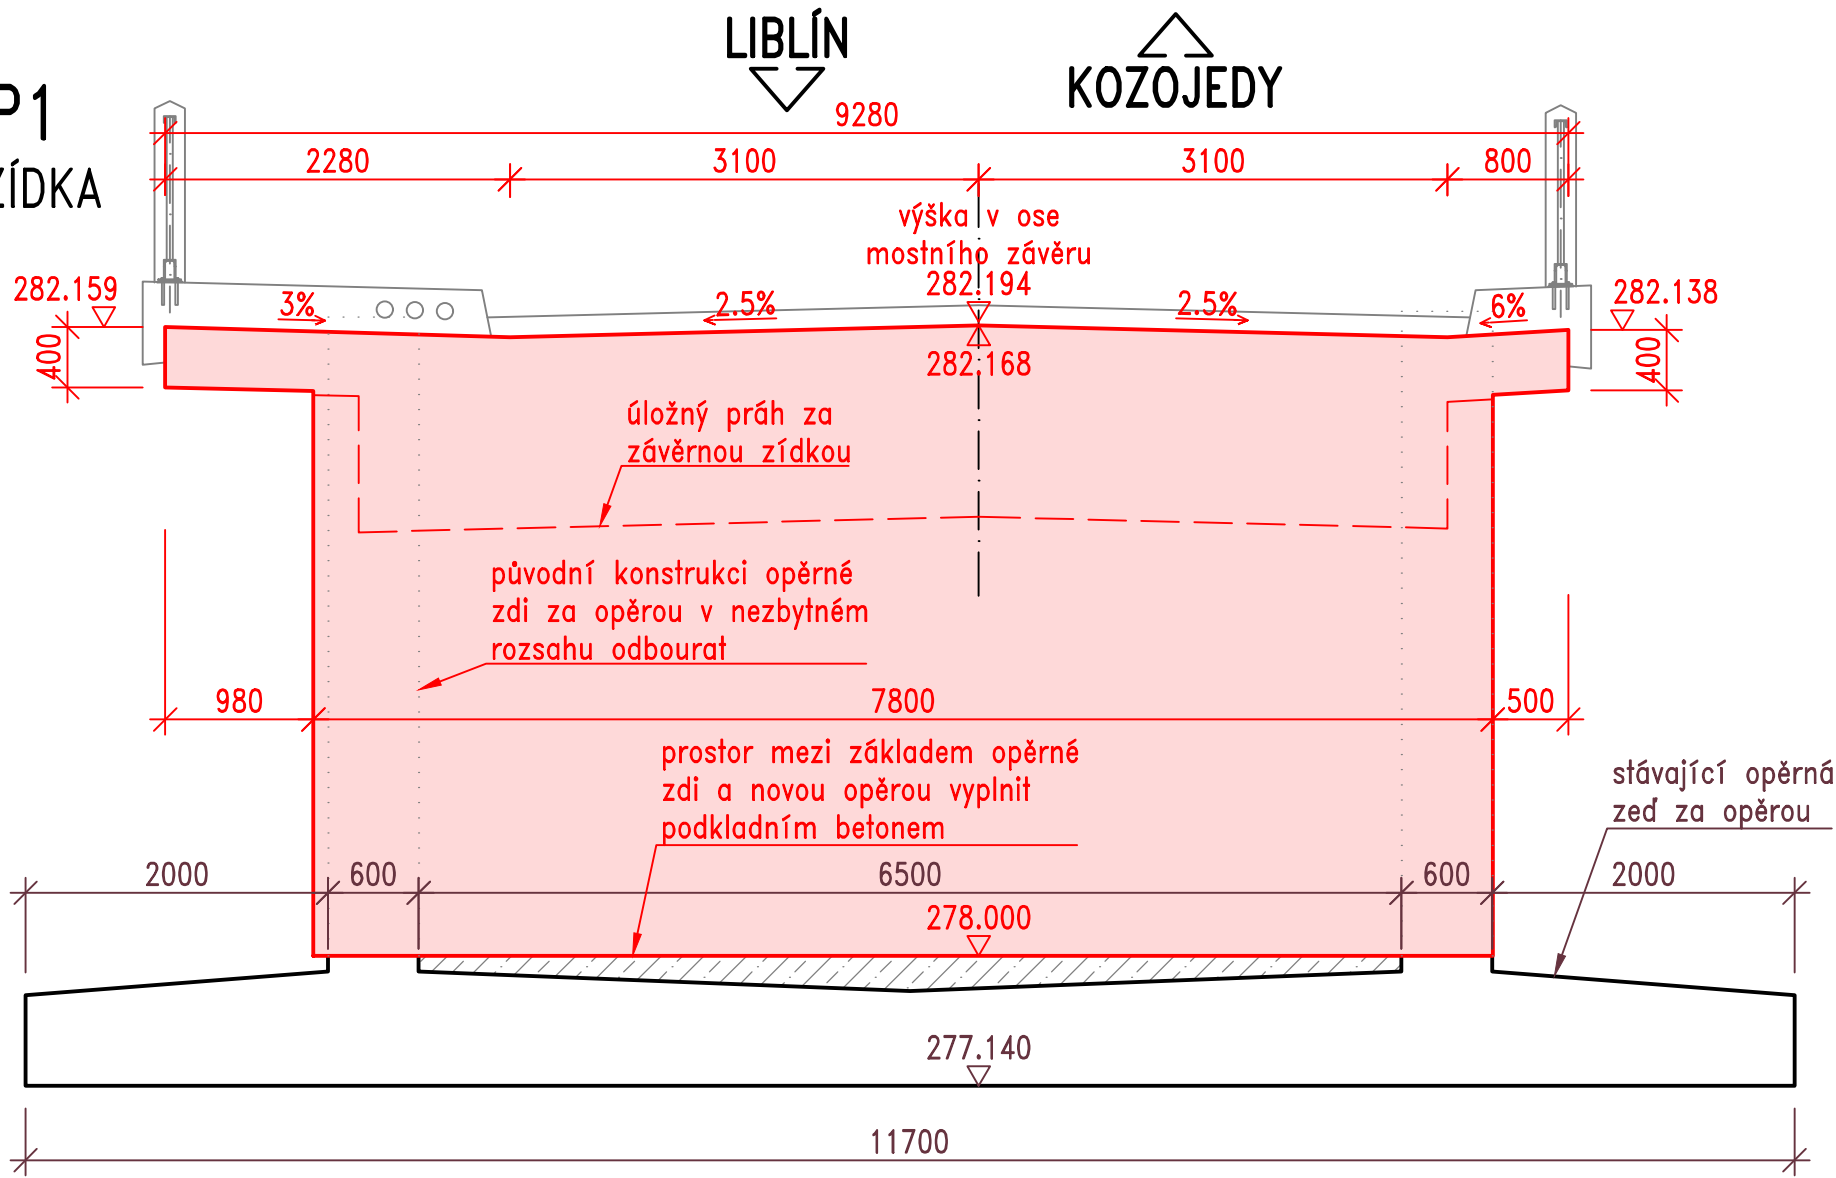 LIBLÍN
KOZOJEDY
P1
ZÍDKA
9280
2280
3100
3100
800
výška v ose
mostního závěru
282.194
282.159
3%
2.5%
2.5%
6%
282.138
400
282.168
400
úložný práh za
závěrnou zídkou
původní konstrukci opěrné
zdi za opěrou v nezbytném
rozsahu odbourat
980
7800
500
prostor mezi základem opěrné
zdi a novou opěrou vyplnit
podkladním betonem
stávající opěrná
zeď za opěrou
2000
600
6500
600
2000
278.000
277.140
11700